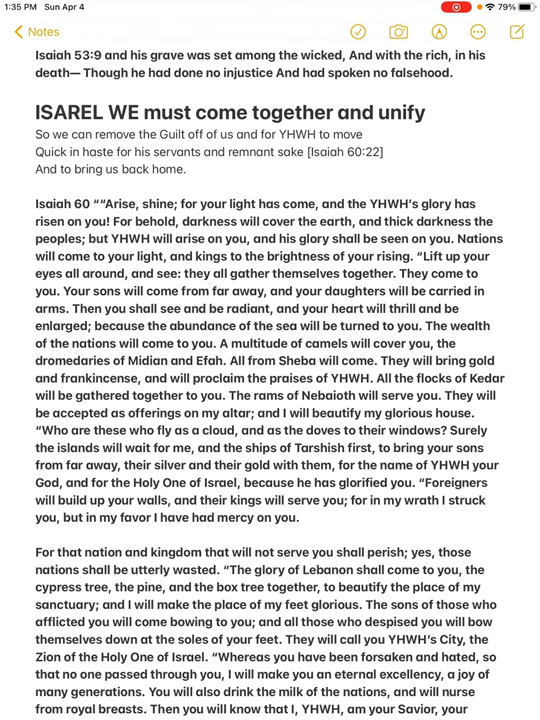 1:35 PM Sun Apr 4
79%
Notes
Isaiah 53:9 and his grave was set among the wicked, And with the rich, in his
death— Though he had done no injustice And had spoken no falsehood.
ISAREL WE must come together and unify
So we can remove the Guilt off of us and for YHWH to move
Quick in haste for his servants and remnant sake [Isaiah 60:22]
And to bring us back home.
Isaiah 60 ““Arise, shine; for your light has come, and the YHWH’s glory has
risen on you! For behold, darkness will cover the earth, and thick darkness the
peoples; but YHWH will arise on you, and his glory shall be seen on you. Nations
will come to your light, and kings to the brightness of your rising. “Lift up your
eyes all around, and see: they all gather themselves together. They come to
you. Your sons will come from far away, and your daughters will be carried in
arms. Then you shall see and be radiant, and your heart will thrill and be
enlarged; because the abundance of the sea will be turned to you. The wealth
of the nations will come to you. A multitude of camels will cover you, the
dromedaries of Midian and Efah. All from Sheba will come. They will bring gold
and frankincense, and will proclaim the praises of YHWH. All the flocks of Kedar
will be gathered together to you. The rams of Nebaioth will serve you. They will
be accepted as offerings on my altar; and I will beautify my glorious house.
“Who are these who fly as a cloud, and as the doves to their windows? Surely
the islands will wait for me, and the ships of Tarshish first, to bring your sons
from far away, their silver and their gold with them, for the name of YHWH your
God, and for the Holy One of Israel, because he has glorified you. “Foreigners
will build up your walls, and their kings will serve you; for in my wrath I struck
you, but in my favor I have had mercy on you.
For that nation and kingdom that will not serve you shall perish; yes, those
nations shall be utterly wasted. “The glory of Lebanon shall come to you, the
cypress tree, the pine, and the box tree together, to beautify the place of my
sanctuary; and I will make the place of my feet glorious. The sons of those who
afflicted you will come bowing to you; and all those who despised you will bow
themselves down at the soles of your feet. They will call you YHWH’s City, the
Zion of the Holy One of Israel. “Whereas you have been forsaken and hated, so
that no one passed through you, I will make you an eternal excellency, a joy of
many generations. You will also drink the milk of the nations, and will nurse
from royal breasts. Then you will know that I, YHWH, am your Savior, your